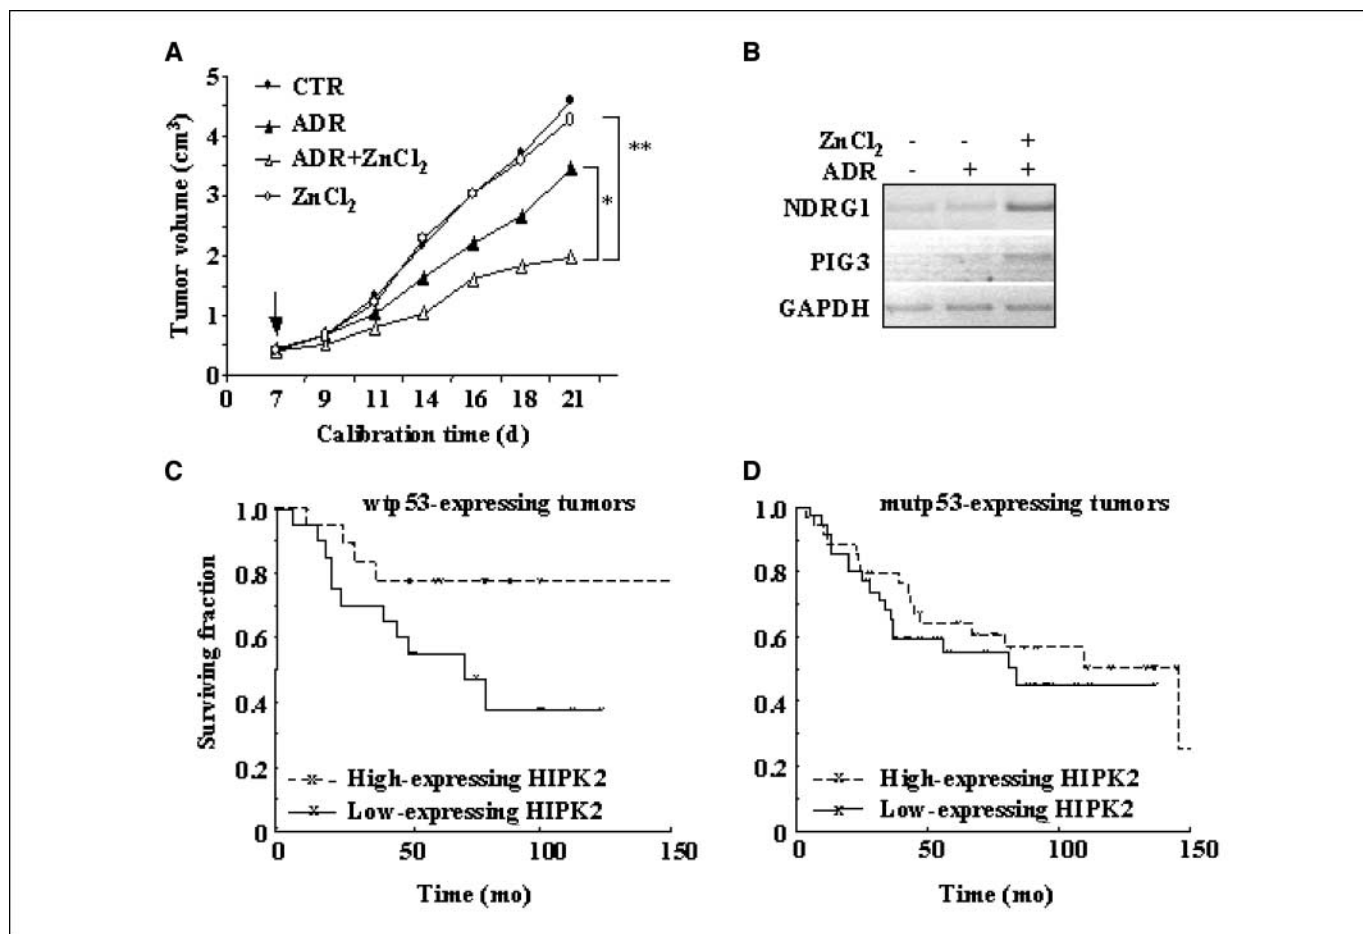 A
5
4
3
2
1
0
Tumor volume (cm³)
CTR
ADR
ADR+ZnCl₂
ZnCl₂
**
*
0 7 9 11 14 16 18 21
Calibration time (d)
B
ZnCl₂ - - +
ADR - + +
NDRG1
PIG3
GAPDH
C
wtp53-expressing tumors
1.0
0.8
0.6
0.4
0.2
0
Surviving fraction
High-expressing HIPK2
Low-expressing HIPK2
0 50 100 150
Time (mo)
D
mutp53-expressing tumors
1.0
0.8
0.6
0.4
0.2
0
High-expressing HIPK2
Low-expressing HIPK2
0 50 100 150
Time (mo)